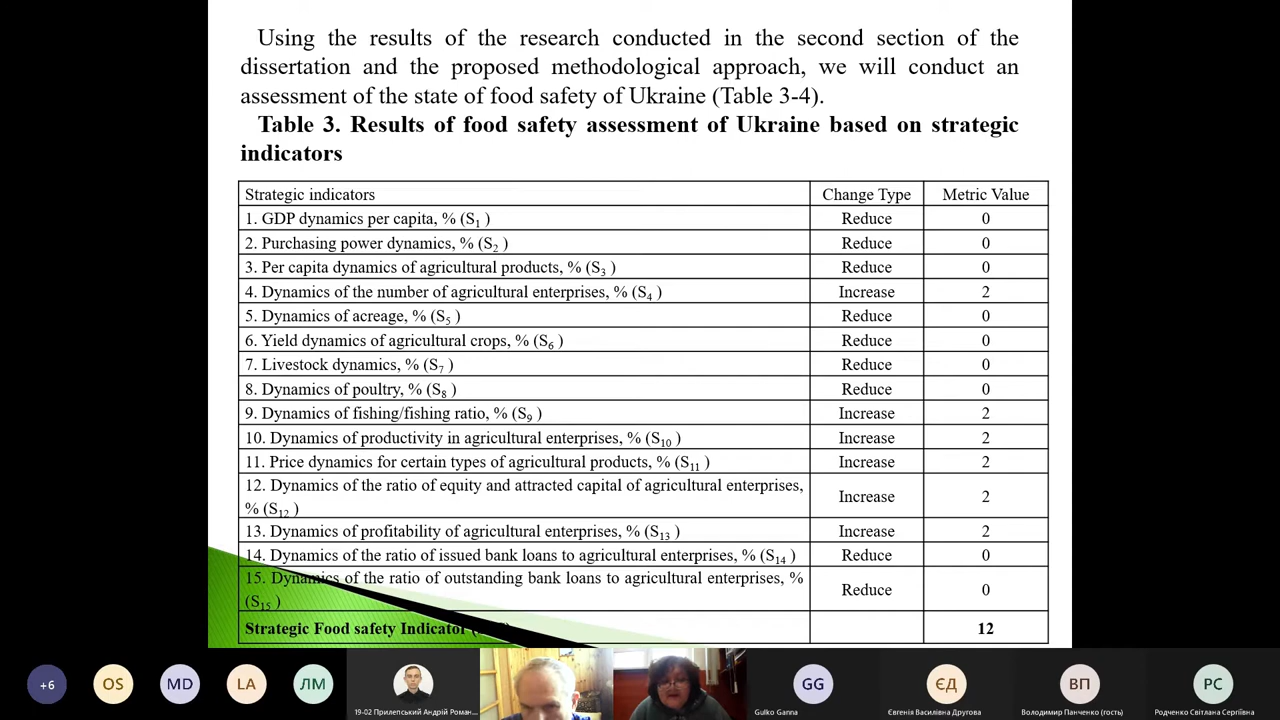 Using the results of the research conducted in the second section of the
dissertation and the proposed methodological approach, we will conduct an
assessment of the state of food safety of Ukraine (Table 3-4).
Table 3. Results of food safety assessment of Ukraine based on strategic
indicators
Strategic indicators Change Type Metric Value
1. GDP dynamics per capita, % (S1 ) Reduce 0
2. Purchasing power dynamics, % (S2 ) Reduce 0
3. Per capita dynamics of agricultural products, % (S3 ) Reduce 0
4. Dynamics of the number of agricultural enterprises, % (S4 ) Increase 2
5. Dynamics of acreage, % (S5 ) Reduce 0
6. Yield dynamics of agricultural crops, % (S6 ) Reduce 0
7. Livestock dynamics, % (S7 ) Reduce 0
8. Dynamics of poultry, % (S8 ) Reduce 0
9. Dynamics of fishing/fishing ratio, % (S9 ) Increase 2
10. Dynamics of productivity in agricultural enterprises, % (S10 ) Increase 2
11. Price dynamics for certain types of agricultural products, % (S11 ) Increase 2
12. Dynamics of the ratio of equity and attracted capital of agricultural enterprises,
% (S12 ) Increase 2
13. Dynamics of profitability of agricultural enterprises, % (S13 ) Increase 2
14. Dynamics of the ratio of issued bank loans to agricultural enterprises, % (S14 ) Reduce 0
15. Dynamics of the ratio of outstanding bank loans to agricultural enterprises, %
(S15 ) Reduce 0
Strategic Food safety Indicator 12
+6 OS MD LA ЛМ GG ЄД ВП РС
19-02 Прилепський Андрій Роман... Gulko Ganna Євгенія Василівна Другова Володимир Панченко (гость) Родченко Світлана Сергіївна